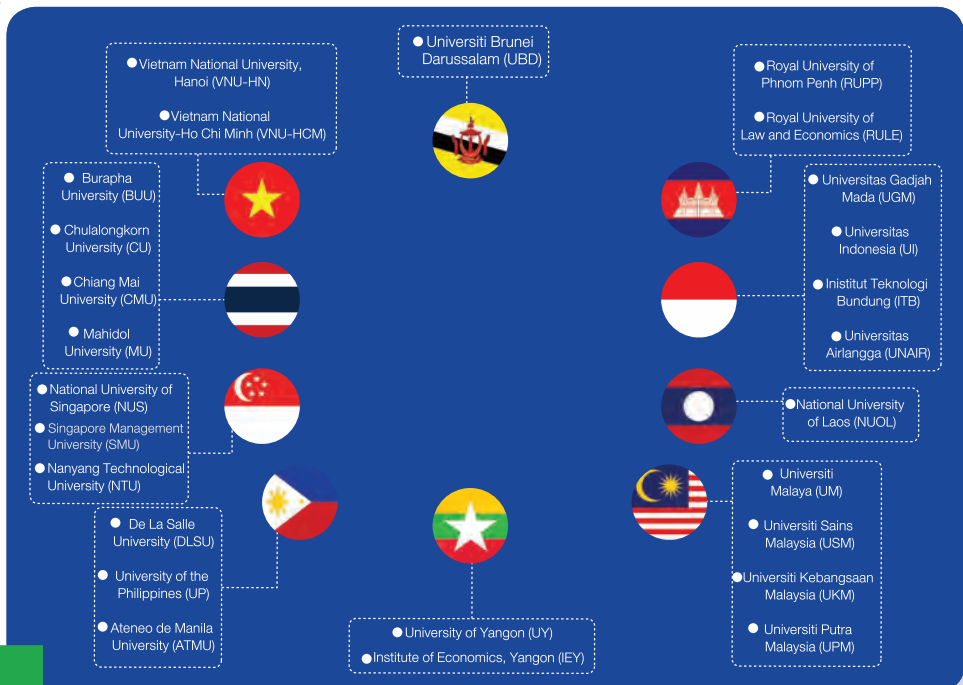 Universiti Brunei
Darussalam (UBD)
Vietnam National University,
Hanoi (VNU-HN)
Vietnam National
University-Ho Chi Minh (VNU-HCM)
Royal University of
Phnom Penh (RUPP)
Royal University of
Law and Economics (RULE)
Burapha
University (BUU)
Chulalongkorn
University (CU)
Chiang Mai
University (CMU)
Mahidol
University (MU)
Universitas Gadjah
Mada (UGM)
Universitas
Indonesia (UI)
Inistitut Teknologi
Bundung (ITB)
Universitas
Airlangga (UNAIR)
National University of
Singapore (NUS)
Singapore Management
University (SMU)
Nanyang Technological
University (NTU)
National University
of Laos (NUOL)
De La Salle
University (DLSU)
University of the
Philippines (UP)
Ateneo de Manila
University (ATMU)
Universiti
Malaya (UM)
Universiti Sains
Malaysia (USM)
Universiti Kebangsaan
Malaysia (UKM)
Universiti Putra
Malaysia (UPM)
University of Yangon (UY)
Institute of Economics, Yangon (IEY)